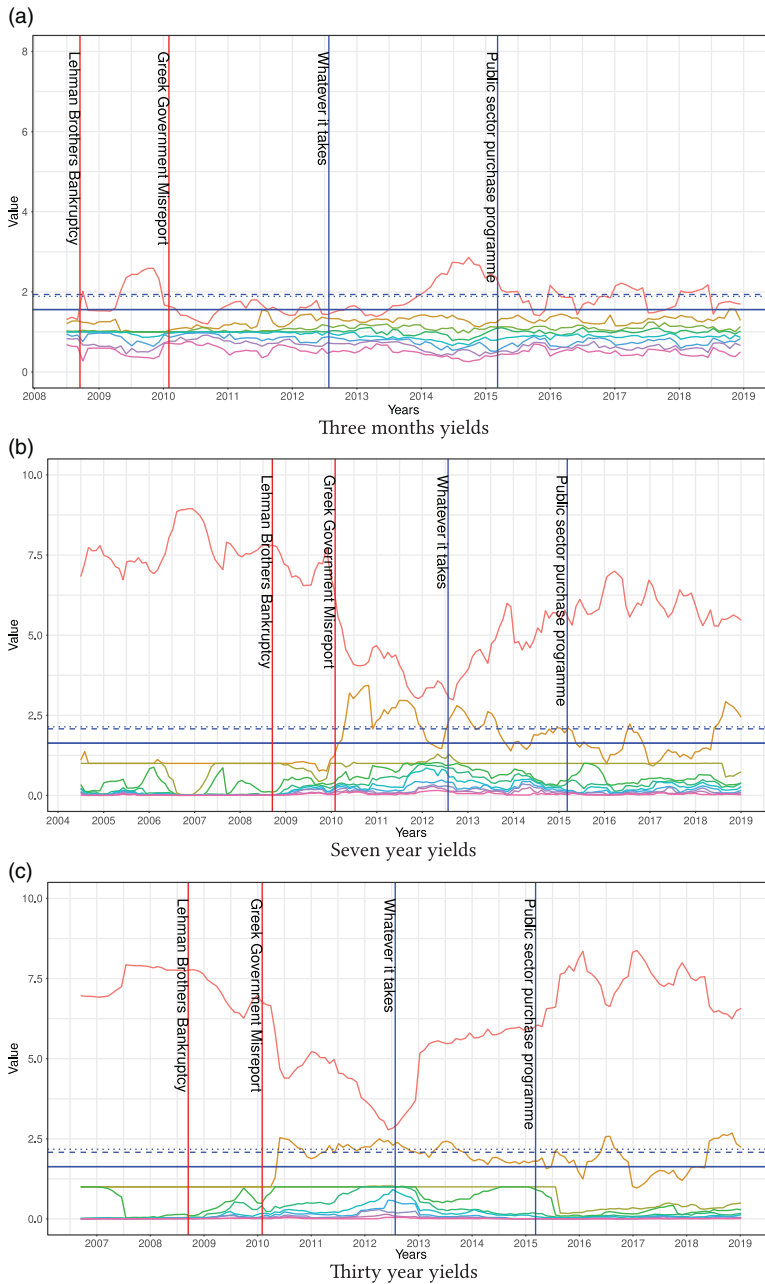 (a)
8
6
4
2
0
Value
Lehman Brothers Bankruptcy
Greek Government Misreport
Whatever it takes
Public sector purchase programme
2008 2009 2010 2011 2012 2013 2014 2015 2016 2017 2018 2019
Years
Three months yields
(b)
10.0
7.5
5.0
2.5
0.0
Value
Lehman Brothers Bankruptcy
Greek Government Misreport
Whatever it takes
Public sector purchase programme
2004 2005 2006 2007 2008 2009 2010 2011 2012 2013 2014 2015 2016 2017 2018 2019
Years
Seven year yields
(c)
10.0
7.5
5.0
2.5
0.0
Value
Lehman Brothers Bankruptcy
Greek Government Misreport
Whatever it takes
Public sector purchase programme
2007 2008 2009 2010 2011 2012 2013 2014 2015 2016 2017 2018 2019
Years
Thirty year yields